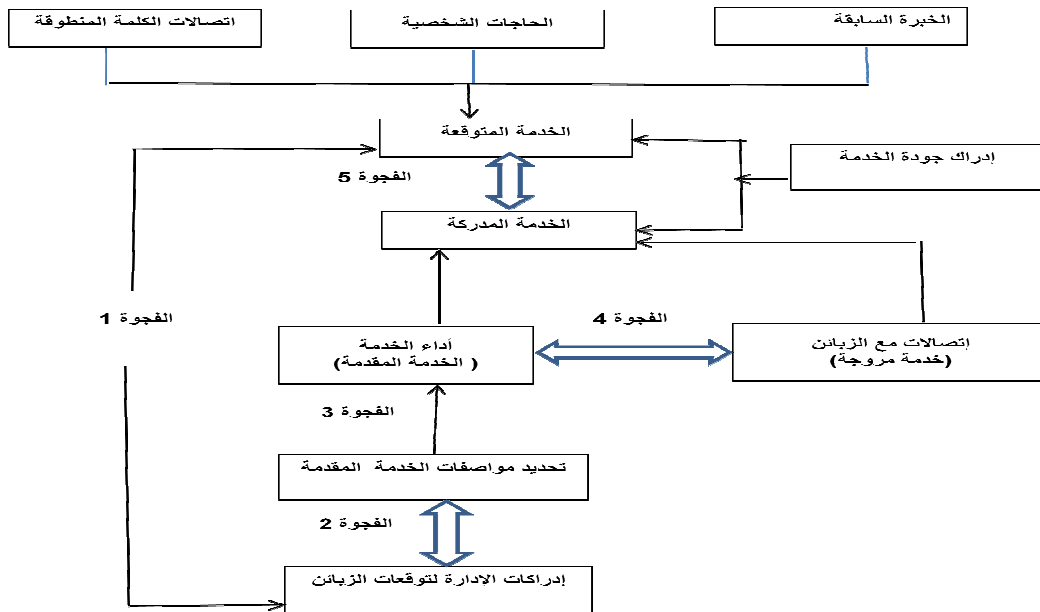 الخبرة السابقة
الحاجات الشخصية
اتصالات الكلمة المنطوقة
الخدمة المتوقعة
إدراك جودة الخدمة
الفجوة 5
الخدمة المدركة
الفجوة 1
الفجوة 4
إتصالات مع الزبائن
(خدمة مروجة)
أداء الخدمة
( الخدمة المقدمة)
الفجوة 3
تحديد مواصفات الخدمة المقدمة
الفجوة 2
إدراكات الادارة لتوقعات الزبائن